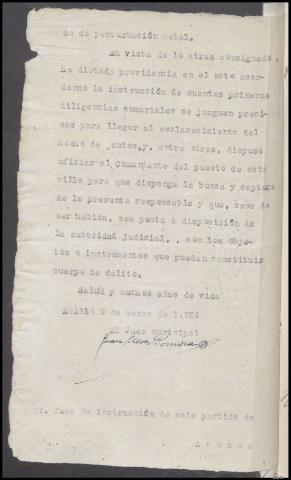 do de perturbación metal.
En vista de lo atras consignado,
he dictado providencia en el acto acor-
dando la instrucción de cuantas primeras
diligencias sumariales se juzguen preci-
sas para llegar al esclarecimiento del
hecho de autos,y, entre otras, dispuse
oficiar al Comandante del puesto de esta
villa para que disponga la busca y captura
de la presunta responsable y que, caso de
ser habida, sea puesta a disposición de
la autoridad judicial., con los obje-
tos o instrumentos que puedan constituir
cuerpo de delito.
Salud y muchos años de vida
9 de marzo de 1.936
El Juez municipal
Juan
Sr. Juez de instrucción de este partido de